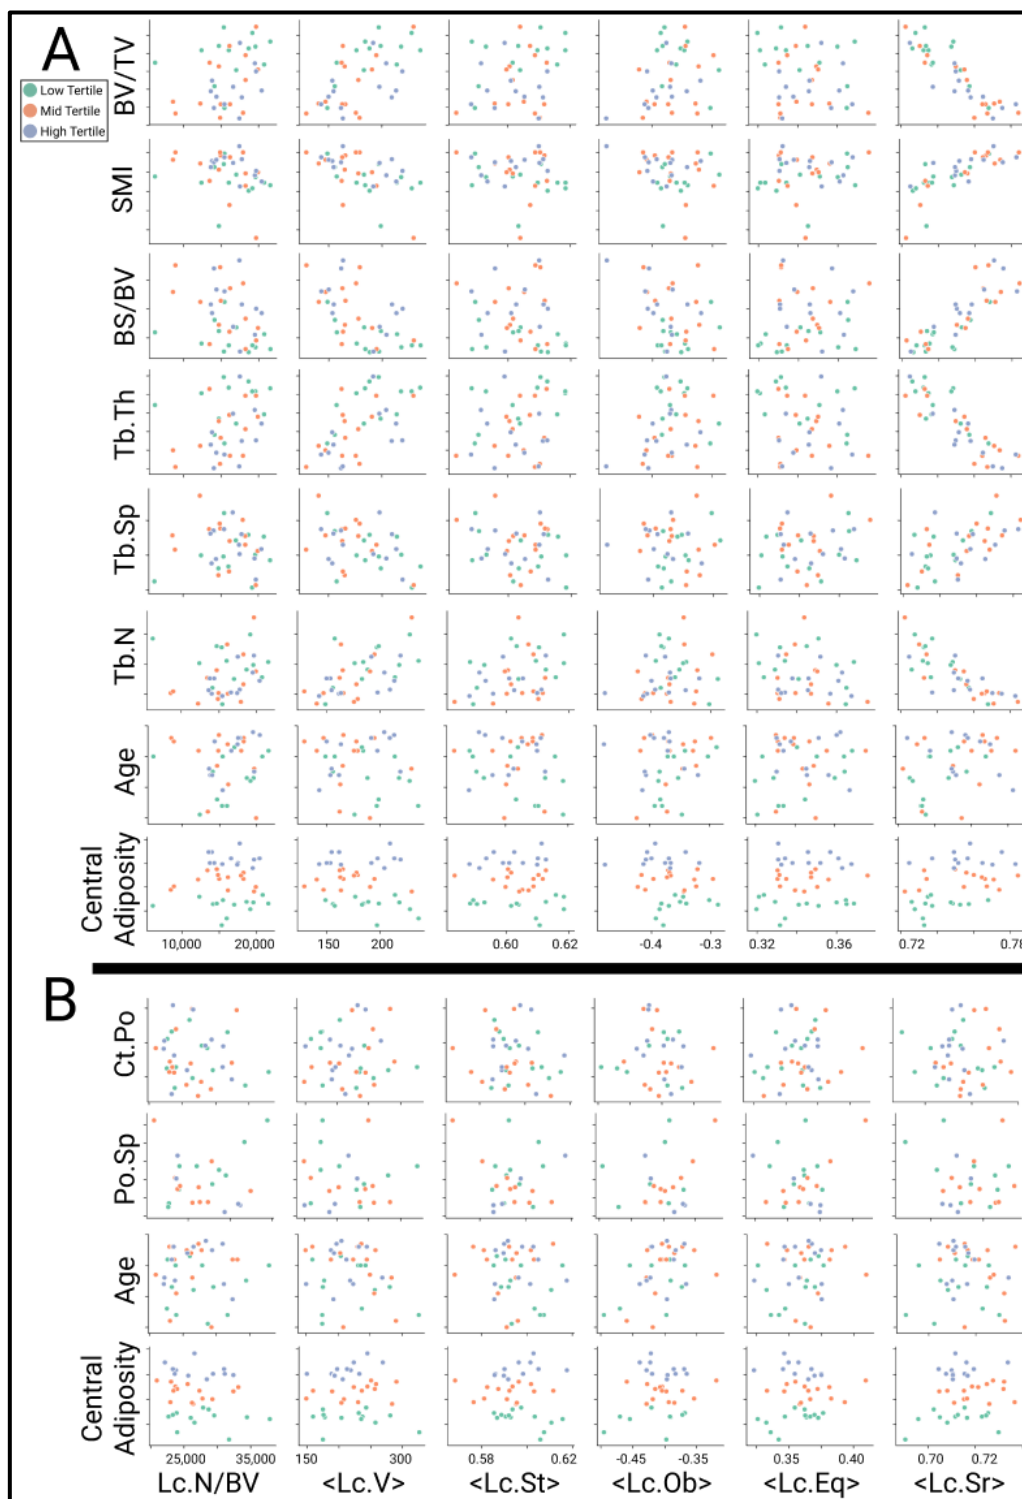 A
Low Tertile
Mid Tertile
High Tertile
BV/TV
SMI
BS/BV
Tb.Th
Tb.Sp
Tb.N
Age
Central
Adiposity
10,000 20,000 150 200 0.60 0.62 -0.4 -0.3 0.32 0.36 0.72 0.78
B
Ct.Po
Po.Sp
Age
Central
Adiposity
25,000 35,000 150 300 0.58 0.62 -0.45 -0.35 0.35 0.40 0.70 0.72
Lc.N/BV <Lc.V> <Lc.St> <Lc.Ob> <Lc.Eq> <Lc.Sr>